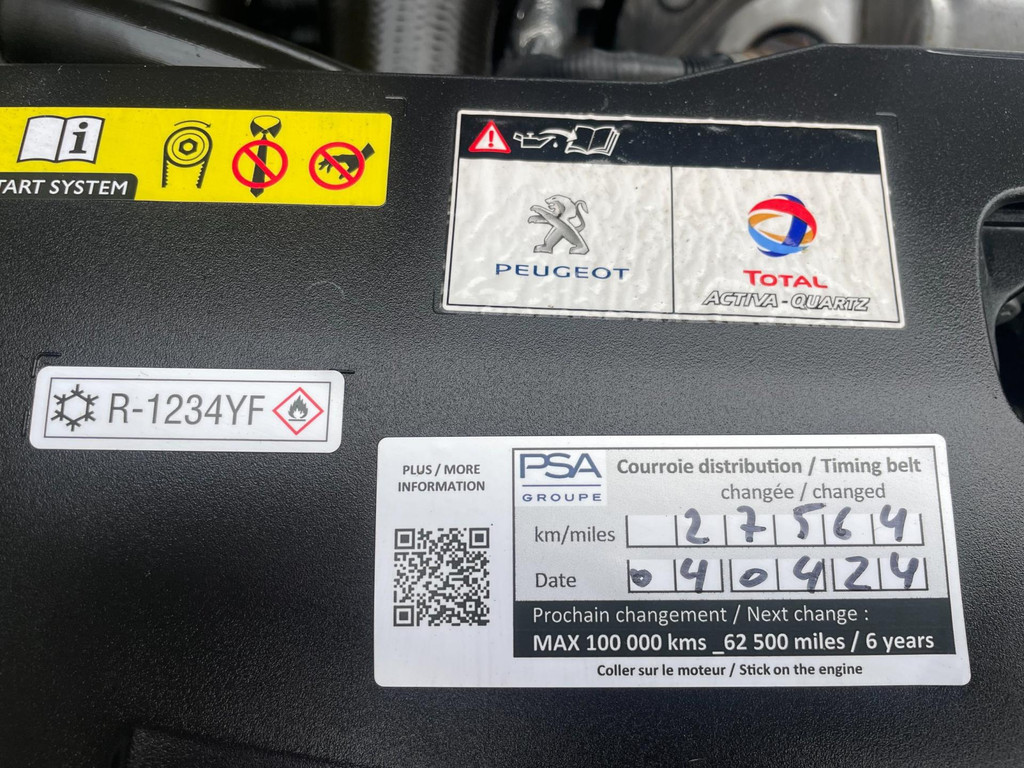 TART SYSTEM
PEUGEOT
TOTAL
ACTIVA - QUARTZ
R-1234YF
PLUS / MORE
INFORMATION
PSA
GROUPE
Courroie distribution / Timing belt
changée / changed
km/miles 27564
Date 040424
Prochain changement / Next change :
MAX 100 000 kms _62 500 miles / 6 years
Coller sur le moteur / Stick on the engine